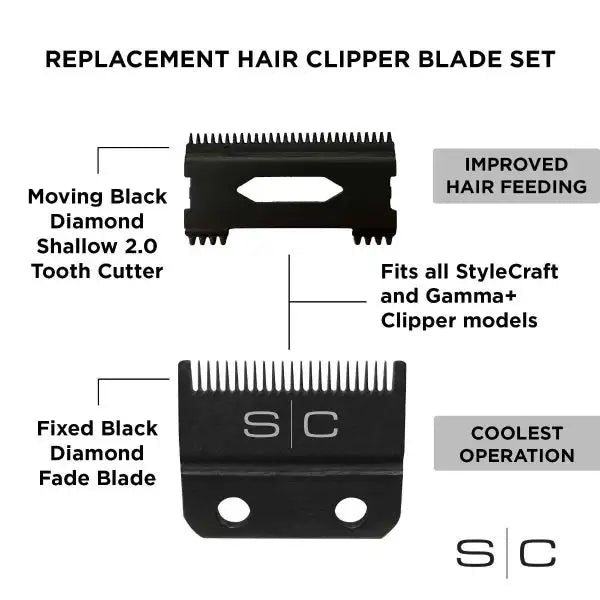 REPLACEMENT HAIR CLIPPER BLADE SET
Moving Black
Diamond
Shallow 2.0
Tooth Cutter
IMPROVED
HAIR FEEDING
Fits all StyleCraft
and Gamma+
Clipper models
S|C
Fixed Black
Diamond
Fade Blade
COOLEST
OPERATION
S|C